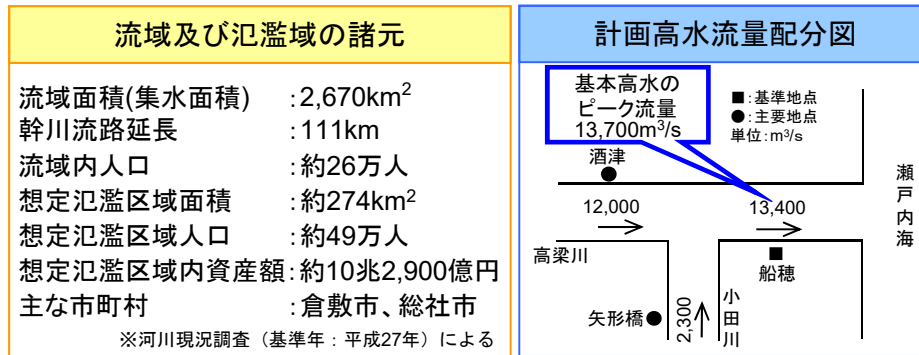 流域及び氾濫域の諸元
流域面積(集水面積) :2,670km²
幹川流路延長 :111km
流域内人口 :約26万人
想定氾濫区域面積 :約274km²
想定氾濫区域人口 :約49万人
想定氾濫区域内資産額:約10兆2,900億円
主な市町村 :倉敷市、総社市
※河川現況調査（基準年：平成27年）による
計画高水流量配分図
基本高水の
ピーク流量
13,700m³/s
■:基準地点
●:主要地点
単位:m³/s
酒津
瀬戸内海
12,000
13,400
高梁川
船穂
矢形橋
2,300
小田川